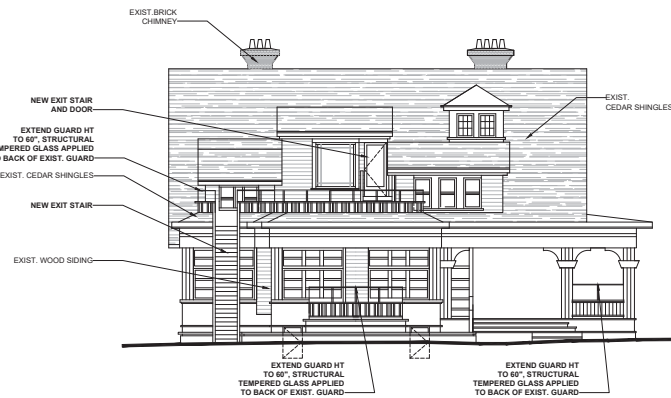 EXIST.BRICK
CHIMNEY
NEW EXIT STAIR
AND DOOR
EXTEND GUARD HT
TO 60", STRUCTURAL
TEMPERED GLASS APPLIED
TO BACK OF EXIST. GUARD
EXIST. CEDAR SHINGLES
NEW EXIT STAIR
EXIST. WOOD SIDING
EXIST.
CEDAR SHINGLES
EXTEND GUARD HT
TO 60", STRUCTURAL
TEMPERED GLASS APPLIED
TO BACK OF EXIST. GUARD
EXTEND GUARD HT
TO 60", STRUCTURAL
TEMPERED GLASS APPLIED
TO BACK OF EXIST. GUARD